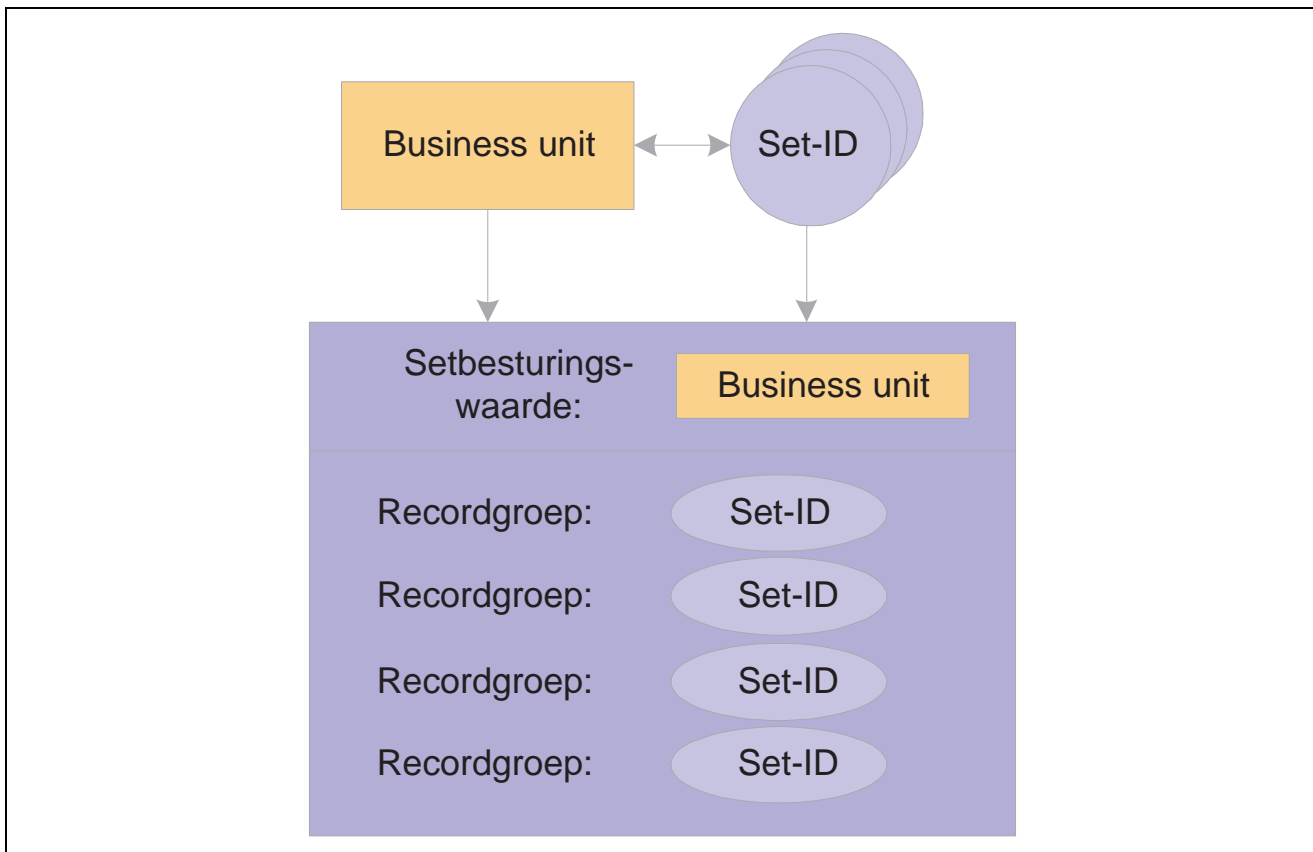 Business unit
Set-ID
Setbesturings-
waarde:
Business unit
Recordgroep:
Set-ID
Recordgroep:
Set-ID
Recordgroep:
Set-ID
Recordgroep:
Set-ID